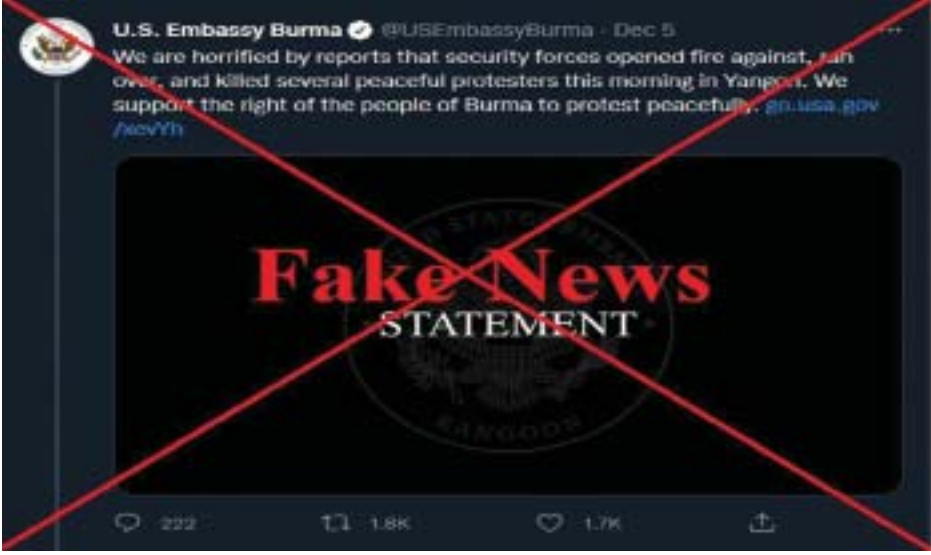 U.S. Embassy Burma @USEmbassyBurma · Dec 5
We are horrified by reports that security forces opened fire against, ran
over, and killed several peaceful protesters this morning in Yangon. We
support the right of the people of Burma to protest peacefully. go.usa.gov
/xevYh
Fake News
STATEMENT
RANGOON
222 1.8K 1.7K